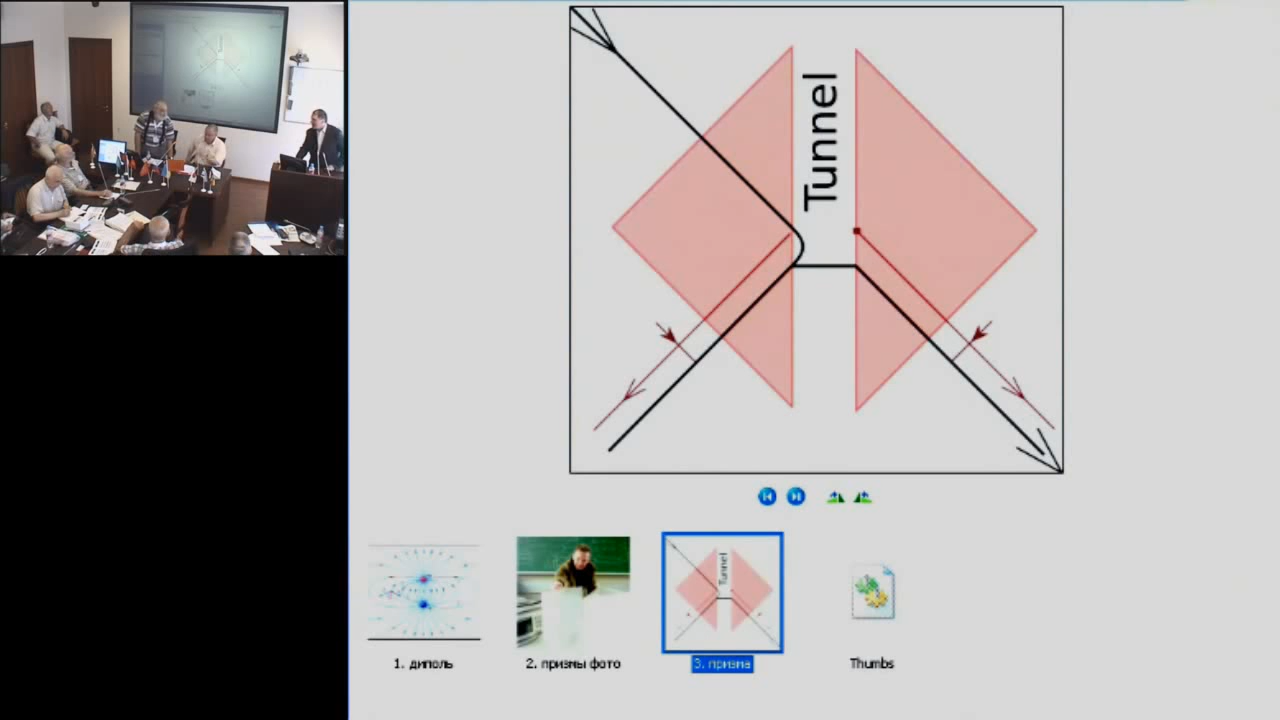 Tunnel
1. диполь
2. призмы фото
3. призма
Thumbs